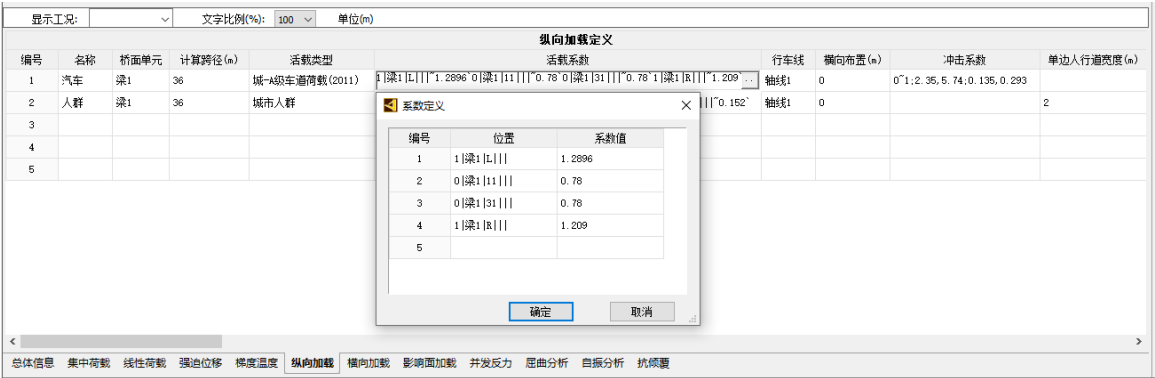 显示工况: 文字比例(%): 100 单位(m)
纵向加载定义
编号 名称 桥面单元 计算跨径(m) 活载类型 活载系数 行车线 横向布置(m) 冲击系数 单边人行道宽度(m)
1 汽车 梁1 36 城-A级车道荷载(2011) 1|梁1|L|||~1.2896`0|梁1|11|||~0.78`0|梁1|31|||~0.78`1|梁1|R|||~1.209 .. 轴线1 0 0~1;2.35,5.74;0.135,0.293
2 人群 梁1 36 城市人群 |||~0.152` 轴线1 0 2
3
4
5
系数定义
编号 位置 系数值
1 1|梁1|L||| 1.2896
2 0|梁1|11||| 0.78
3 0|梁1|31||| 0.78
4 1|梁1|R||| 1.209
5
确定 取消
总体信息 集中荷载 线性荷载 强迫位移 梯度温度 纵向加载 横向加载 影响面加载 并发反力 屈曲分析 自振分析 抗倾覆